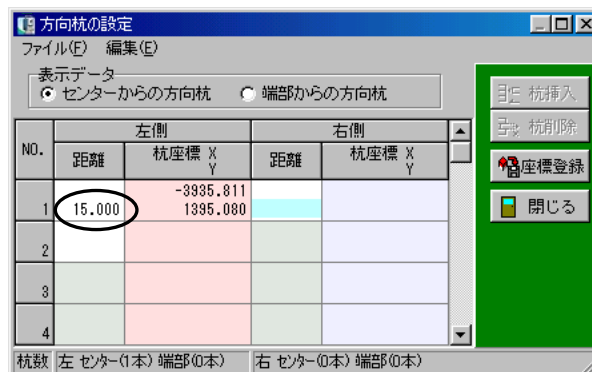 方向杭の設定
ファイル(F) 編集(E)
表示データ
センターからの方向杭 端部からの方向杭
杭挿入
杭削除
座標登録
閉じる
NO. 左側 右側
距離 杭座標 X Y 距離 杭座標 X Y
1 15.000 -3935.811
1395.080
2
3
4
杭数 左 センター(1本) 端部(0本) 右 センター(0本) 端部(0本)